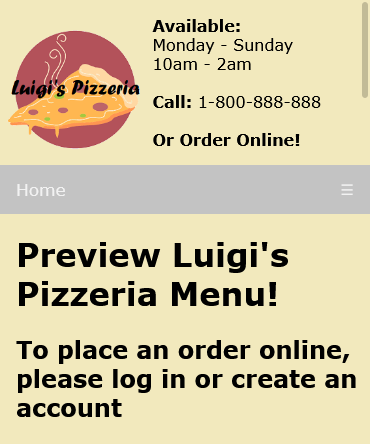 Luigi's Pizzeria
Available:
Monday - Sunday
10am - 2am
Call: 1-800-888-888
Or Order Online!
Home ☰
Preview Luigi's
Pizzeria Menu!
To place an order online,
please log in or create an
account